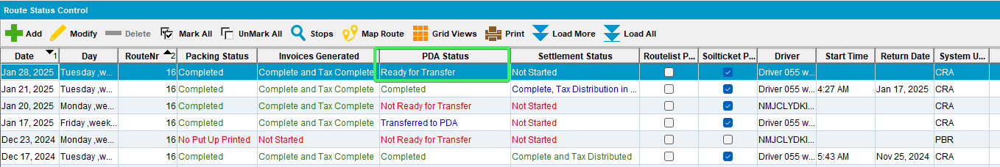 Route Status Control
Add Modify Delete Mark All UnMark All Stops Map Route Grid Views Print Load More Load All
Date 1 Day RouteNr 2 Packing Status Invoices Generated PDA Status Settlement Status Routelist P... Soilticket P... Driver Start Time Return Date System U...
Jan 28, 2025 Tuesday ,w... 16 Completed Complete and Tax Complete Ready for Transfer Not Started Driver 055 w... CRA
Jan 21, 2025 Tuesday ,w... 16 Completed Complete and Tax Complete Completed Complete, Tax Distribution in ... Driver 055 w... 4:27 AM Jan 17, 2025 CRA
Jan 20, 2025 Monday ,we... 16 Completed Complete and Tax Complete Not Ready for Transfer Not Started NMJCLYDKI... CRA
Jan 17, 2025 Friday ,week... 16 Completed Complete and Tax Complete Transferred to PDA Not Started Driver 055 w... CRA
Dec 23, 2024 Monday ,we... 16 No Put Up Printed Not Started Not Ready for Transfer Not Started NMJCLYDKI... PBR
Dec 17, 2024 Tuesday ,w... 16 Completed Complete and Tax Complete Completed Complete and Tax Distributed Driver 055 w... 5:43 AM Nov 25, 2024 CRA